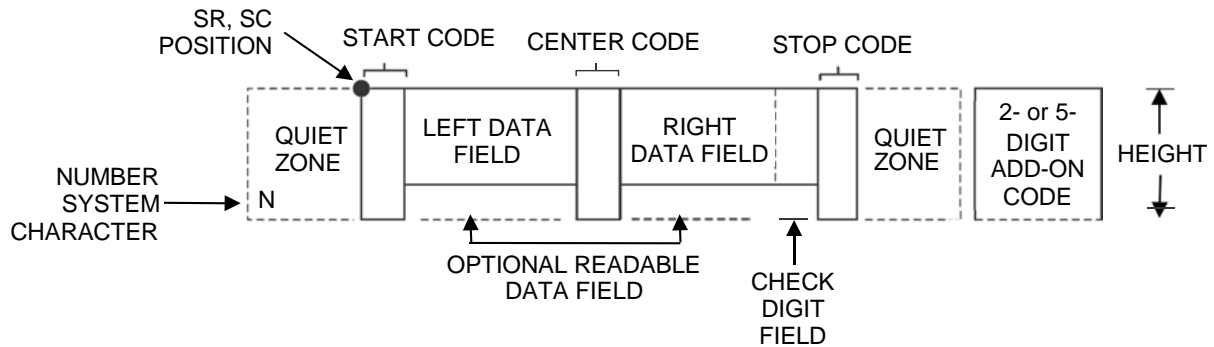 SR, SC
POSITION
START CODE
CENTER CODE
STOP CODE
QUIET
ZONE
LEFT DATA
FIELD
RIGHT
DATA FIELD
QUIET
ZONE
2- or 5-
DIGIT
ADD-ON
CODE
HEIGHT
NUMBER
SYSTEM
CHARACTER
N
OPTIONAL READABLE
DATA FIELD
CHECK
DIGIT
FIELD